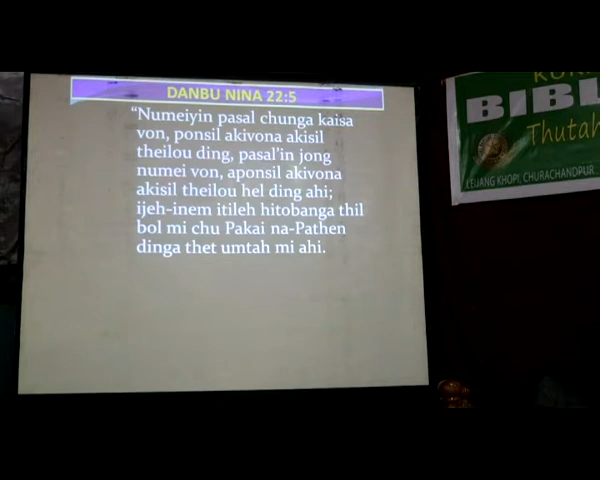 DANBU NINA 22:5
“Numeiyin pasal chunga kaisa
von, ponsil akivona akisil
theilou ding, pasal’in jong
numei von, aponsil akivona
akisil theilou hel ding ahi;
ijeh-inem itileh hitobanga thil
bol mi chu Pakai na-Pathen
dinga thet umtah mi ahi.
BIBL
Thutah
LEIJANG KHOPI, CHURACHANDPUR